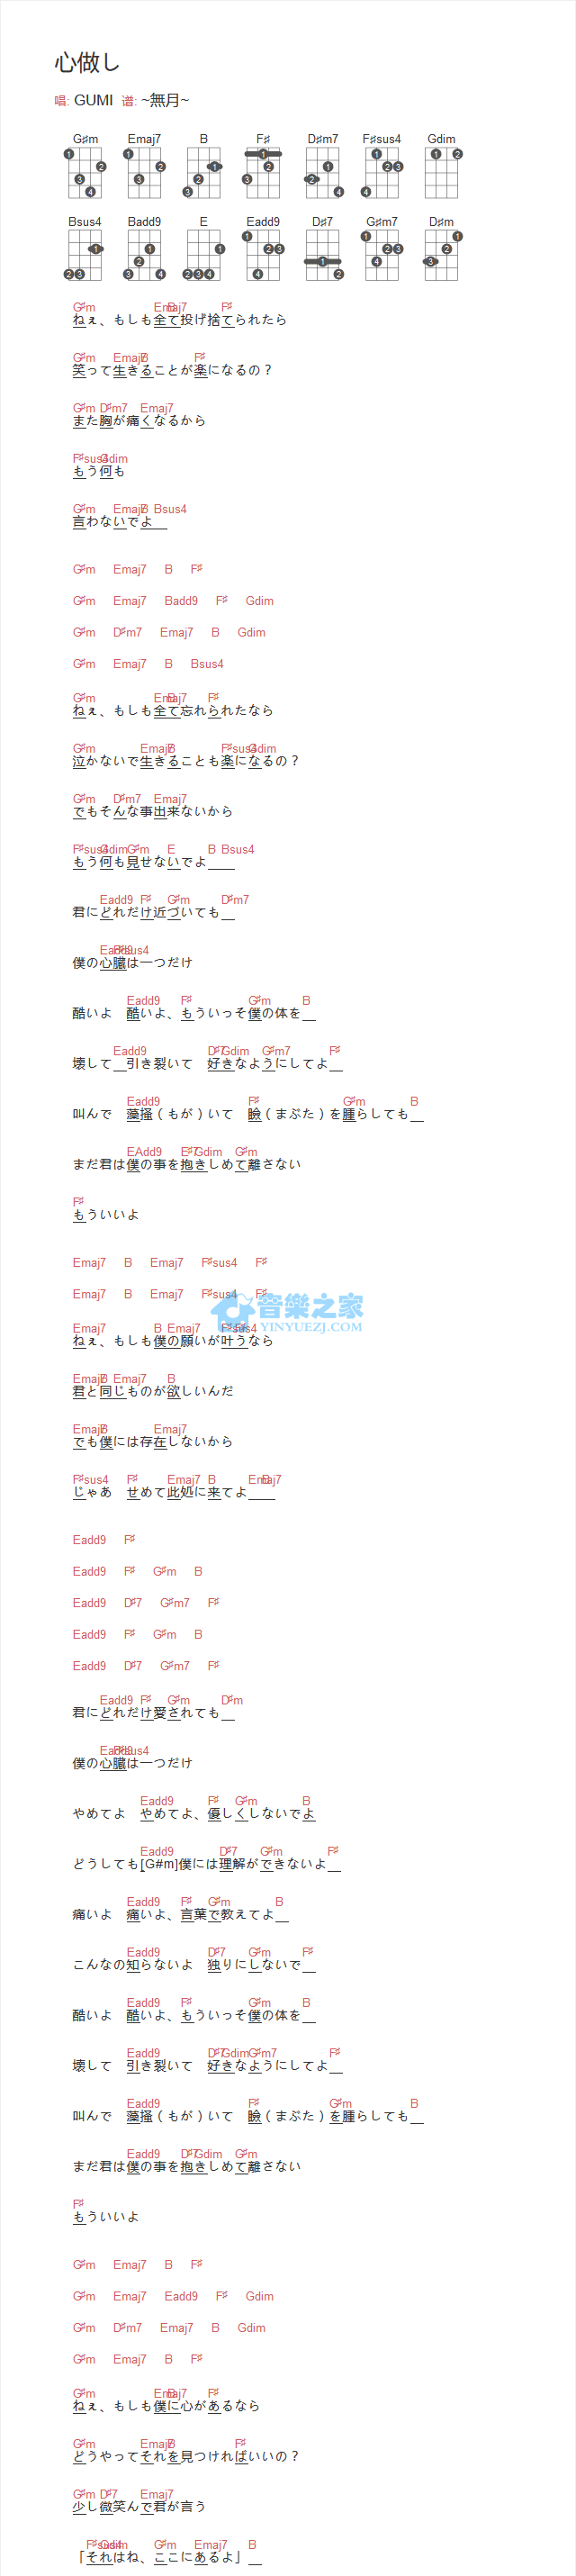 心做し
唱: GUMI 谱: ~無月~
G♯m Emaj7 B F♯ D♯m7 F♯sus4 Gdim
Bsus4 Badd9 E Eadd9 D♯7 G♯m7 D♯m
G♯m Emaj7 B F♯
ねぇ、もしも全て投げ捨てられたら
G♯m Emaj7 B F♯
笑って生きることが楽になるの？
G♯m D♯m7 Emaj7
また胸が痛くなるから
F♯sus4 Gdim
もう何も
G♯m Emaj7 B Bsus4
言わないでよ
G♯m Emaj7 B F♯
G♯m Emaj7 Badd9 F♯ Gdim
G♯m D♯m7 Emaj7 B Gdim
G♯m Emaj7 B Bsus4
G♯m Emaj7 B F♯
ねぇ、もしも全て忘れられたなら
G♯m Emaj7 B F♯sus4 Gdim
泣かないで生きることも楽になるの？
G♯m D♯m7 Emaj7
でもそんな事出来ないから
F♯sus4 Gdim G♯m E B Bsus4
もう何も見せないでよ
Eadd9 F♯ G♯m D♯m7
君にどれだけ近づいても
Eadd9 F♯sus4
僕の心臓は一つだけ
Eadd9 F♯ G♯m B
酷いよ 酷いよ、もういっそ僕の体を
Eadd9 D♯7 Gdim G♯m7 F♯
壊して 引き裂いて 好きなようにしてよ
Eadd9 F♯ G♯m B
叫んで 藻掻（もが）いて 瞼（まぶた）を腫らしても
EAdd9 E♯7 Gdim G♯m
まだ君は僕の事を抱きしめて離さない
F♯
もういいよ
Emaj7 B Emaj7 F♯sus4 F♯
Emaj7 B Emaj7 F♯sus4 F♯
音樂之家
YINYUEZJ.COM
Emaj7 B Emaj7 F♯sus4 F♯
ねぇ、もしも僕の願いが叶うなら
Emaj7 B Emaj7 B
君と同じものが欲しいんだ
Emaj7 B Emaj7
でも僕には存在しないから
F♯sus4 F♯ Emaj7 B Emaj7 B
じゃあ せめて此処に来てよ
Eadd9 F♯
Eadd9 F♯ G♯m B
Eadd9 D♯7 G♯m7 F♯
Eadd9 F♯ G♯m B
Eadd9 D♯7 G♯m7 F♯
Eadd9 F♯ G♯m D♯m
君にどれだけ愛されても
Eadd9 F♯sus4
僕の心臓は一つだけ
Eadd9 F♯ G♯m B
やめてよ やめてよ、優しくしないでよ
Eadd9 D♯7 G♯m F♯
どうしても[G#m]僕には理解ができないよ
Eadd9 F♯ G♯m B
痛いよ 痛いよ、言葉で教えてよ
Eadd9 D♯7 G♯m F♯
こんなの知らないよ 独りにしないで
Eadd9 F♯ G♯m B
酷いよ 酷いよ、もういっそ僕の体を
Eadd9 D♯7 Gdim G♯m7 F♯
壊して 引き裂いて 好きなようにしてよ
Eadd9 F♯ G♯m B
叫んで 藻掻（もが）いて 瞼（まぶた）を腫らしても
Eadd9 D♯7 Gdim G♯m
まだ君は僕の事を抱きしめて離さない
F♯
もういいよ
G♯m Emaj7 B F♯
G♯m Emaj7 Eadd9 F♯ Gdim
G♯m D♯m7 Emaj7 B Gdim
G♯m Emaj7 B F♯
G♯m Emaj7 B F♯
ねぇ、もしも僕に心があるなら
G♯m Emaj7 B F♯
どうやってそれを見つければいいの？
G♯m D♯7 Emaj7
少し微笑んで君が言う
F♯sus4 Gdim G♯m Emaj7 B
「それはね、ここにあるよ」